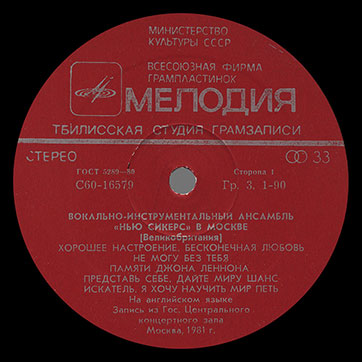 МИНИСТЕРСТВО
КУЛЬТУРЫ СССР
ВСЕСОЮЗНАЯ ФИРМА
ГРАМПЛАСТИНОК
МЕЛОДИЯ
ТБИЛИССКАЯ СТУДИЯ ГРАМЗАПИСИ
СТЕРЕО 33
ГОСТ 5289—80 Сторона 1
С60-16579 Гр. 3. 1-90
ВОКАЛЬНО-ИНСТРУМЕНТАЛЬНЫЙ АНСАМБЛЬ
«НЬЮ СИКЕРС» В МОСКВЕ
(Великобритания)
ХОРОШЕЕ НАСТРОЕНИЕ, БЕСКОНЕЧНАЯ ЛЮБОВЬ
НЕ МОГУ БЕЗ ТЕБЯ
ПАМЯТИ ДЖОНА ЛЕННОНА
ПРЕДСТАВЬ СЕБЕ, ДАЙТЕ МИРУ ШАНС
ИСКАТЕЛЬ, Я ХОЧУ НАУЧИТЬ МИР ПЕТЬ
На английском языке
Запись из Гос. Центрального
концертного зала
Москва, 1981 г.